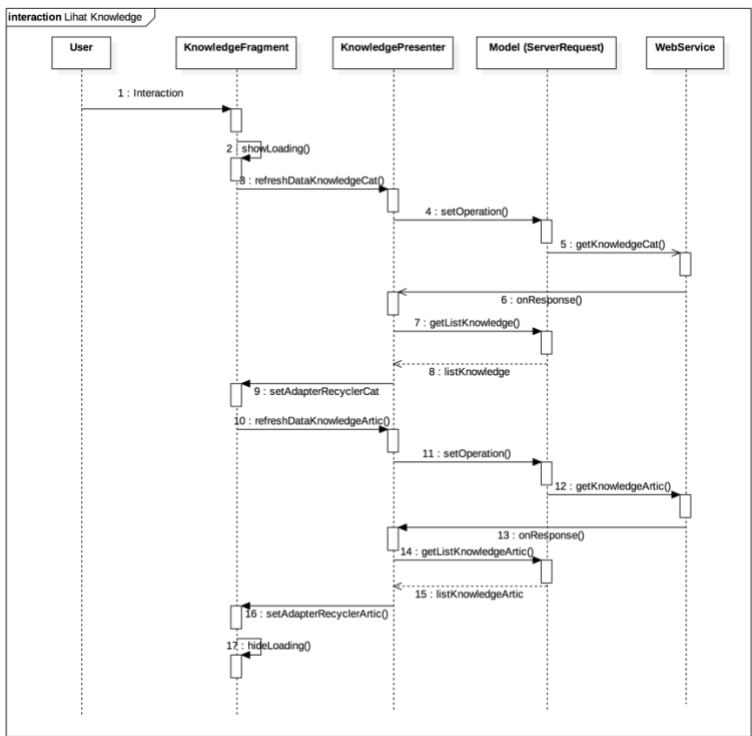 interaction Lihat Knowledge
User
KnowledgeFragment
KnowledgePresenter
Model (ServerRequest)
WebService
1 : Interaction
2 : showLoading()
3 : refreshDataKnowledgeCat()
4 : setOperation()
5 : getKnowledgeCat()
6 : onResponse()
7 : getListKnowledge()
8 : listKnowledge
9 : setAdapterRecyclerCat
10 : refreshDataKnowledgeArtic()
11 : setOperation()
12 : getKnowledgeArtic()
13 : onResponse()
14 : getListKnowledgeArtic()
15 : listKnowledgeArtic
16 : setAdapterRecyclerArtic()
17 : hideLoading()